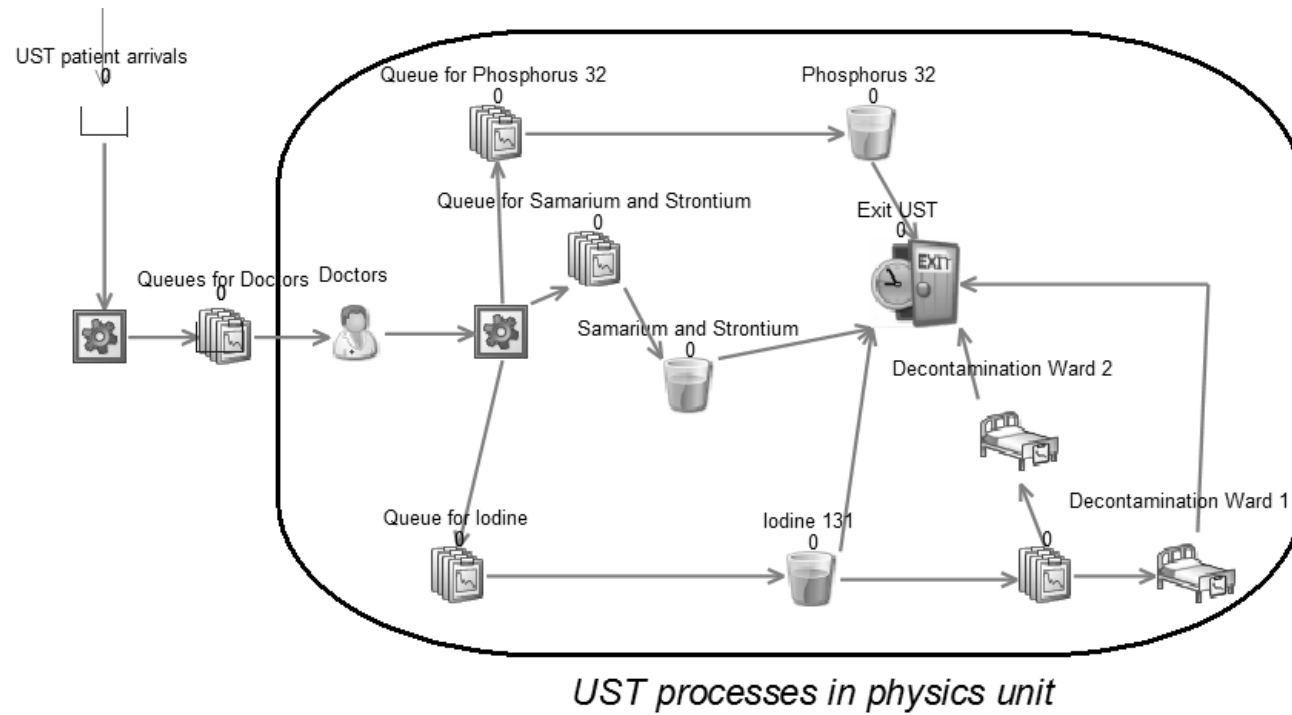 UST patient arrivals
0
Queue for Phosphorus 32
0
Phosphorus 32
0
Queue for Samarium and Strontium
0
Exit UST
0
EXIT
Queues for Doctors
0
Doctors
Samarium and Strontium
0
Decontamination Ward 2
Queue for Iodine
0
Iodine 131
0
0
Decontamination Ward 1
UST processes in physics unit